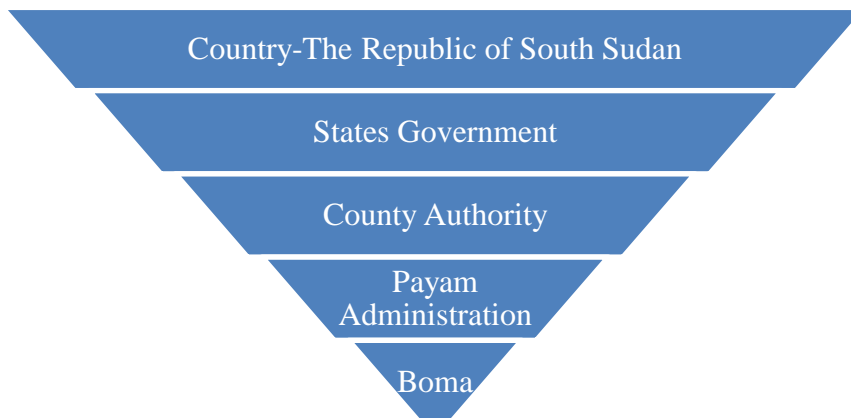 Country-The Republic of South Sudan
States Government
County Authority
Payam
Administration
Boma